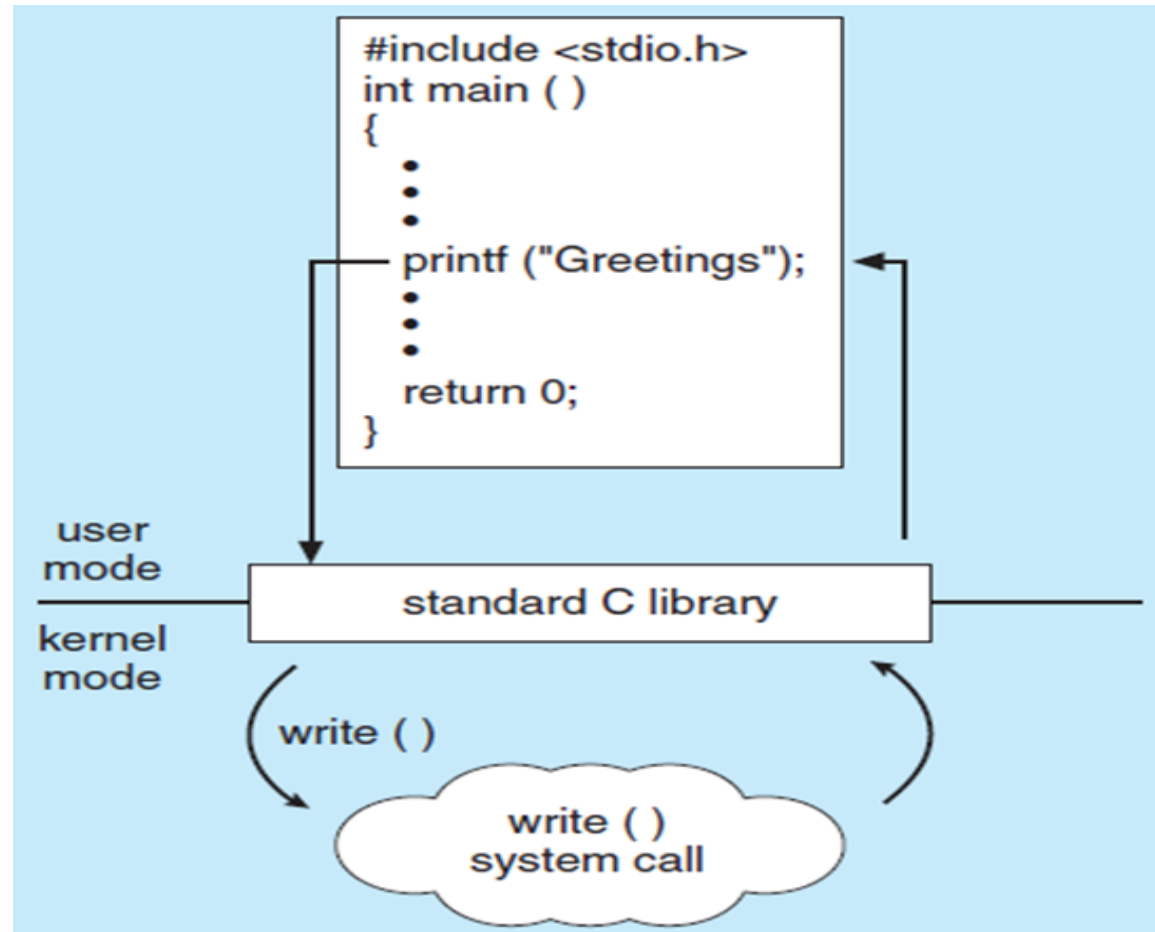 #include <stdio.h>
int main ( )
{
•
•
•
printf ("Greetings");
•
•
•
return 0;
}
user
mode
standard C library
kernel
mode
write ( )
write ( )
system call